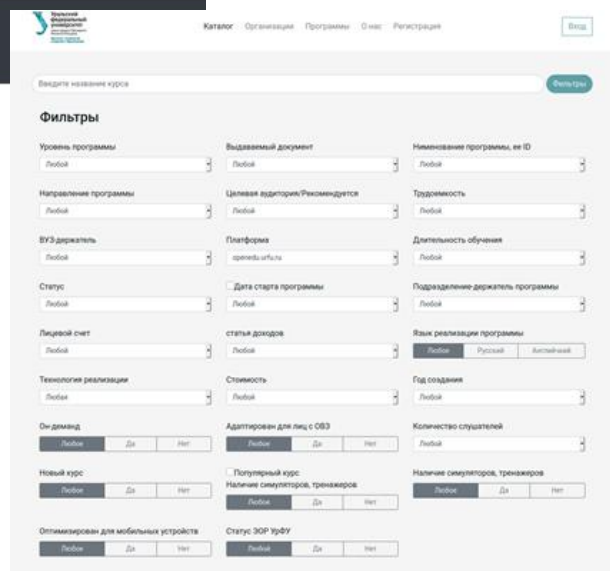 Уральский
федеральный
университет
Каталог Организации Программы О нас Регистрация Вход
Введите название курса Фильтры
Фильтры
Уровень программы Выдаваемый документ Нименование программы, ее ID
Любой Любой Любой
Направление программы Целевая аудитория/Рекомендуется Трудоемкость
Любой Любой Любой
ВУЗ-держатель Платформа Длительность обучения
Любой openedu.urfu.ru Любой
Статус Дата старта программы Подразделение-держатель программы
Любой Любой Любой
Лицевой счет статья доходов Язык реализации программы
Любой Любой Любое Русский Английский
Технология реализации Стоимость Год создания
Любая Любой Любой
Он-деманд Адаптирован для лиц с ОВЗ Количество слушателей
Любое Да Нет Любое Да Нет Любой
Новый курс Популярный курс Наличие симуляторов, тренажеров
Наличие симуляторов, тренажеров
Любое Да Нет Любое Да Нет Любое Да Нет
Оптимизирован для мобильных устройств Статус ЭОР УрФУ
Любое Да Нет Любой Да Нет